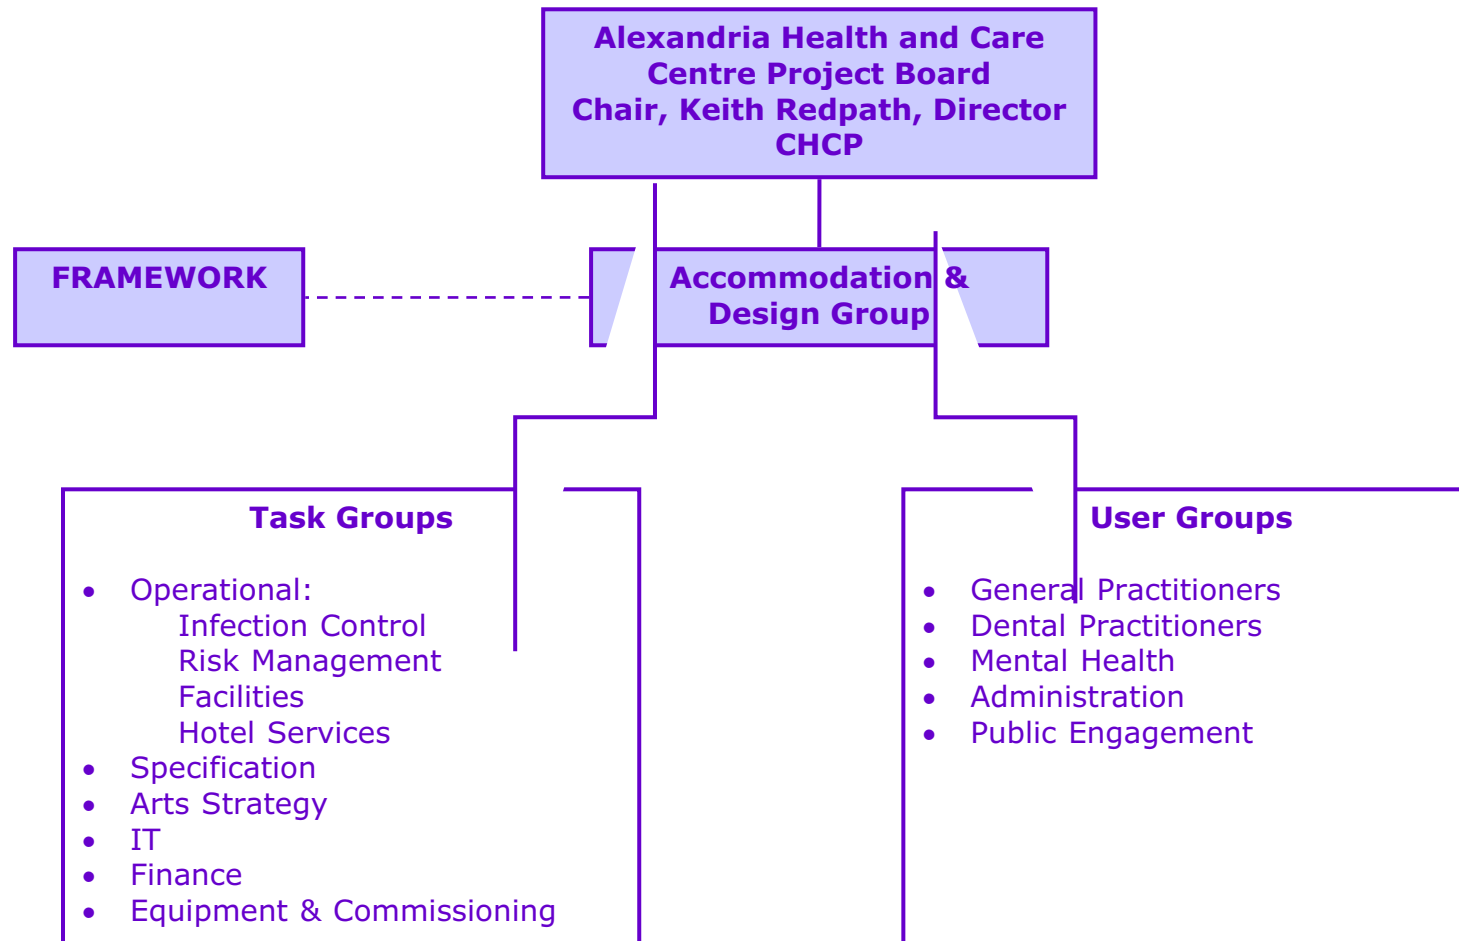 Alexandria Health and Care
Centre Project Board
Chair, Keith Redpath, Director
CHCP
FRAMEWORK
Accommodation &
Design Group
Task Groups
• Operational:
Infection Control
Risk Management
Facilities
Hotel Services
• Specification
• Arts Strategy
• IT
• Finance
• Equipment & Commissioning
User Groups
• General Practitioners
• Dental Practitioners
• Mental Health
• Administration
• Public Engagement